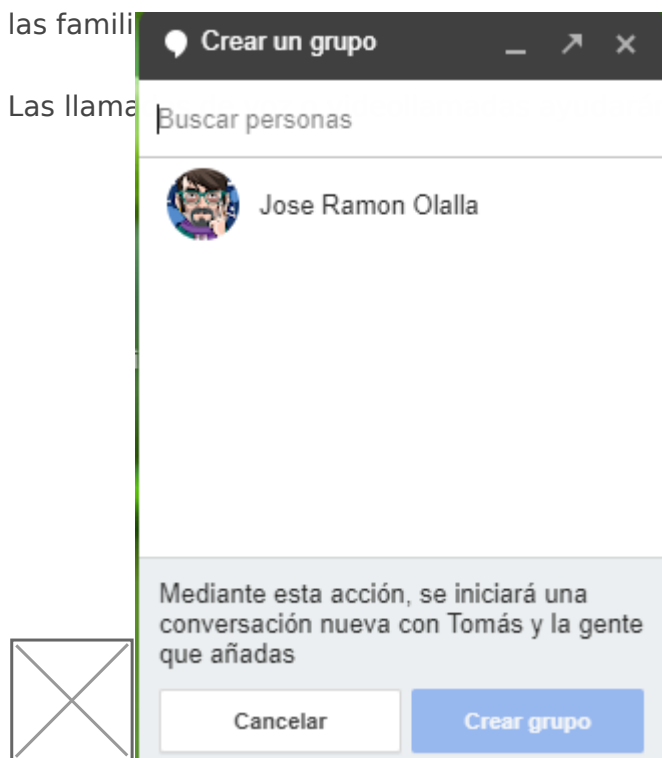 las famili
Crear un grupo
Las llama
Buscar personas
Jose Ramon Olalla
Mediante esta acción, se iniciará una
conversación nueva con Tomás y la gente
que añadas
Cancelar
Crear grupo